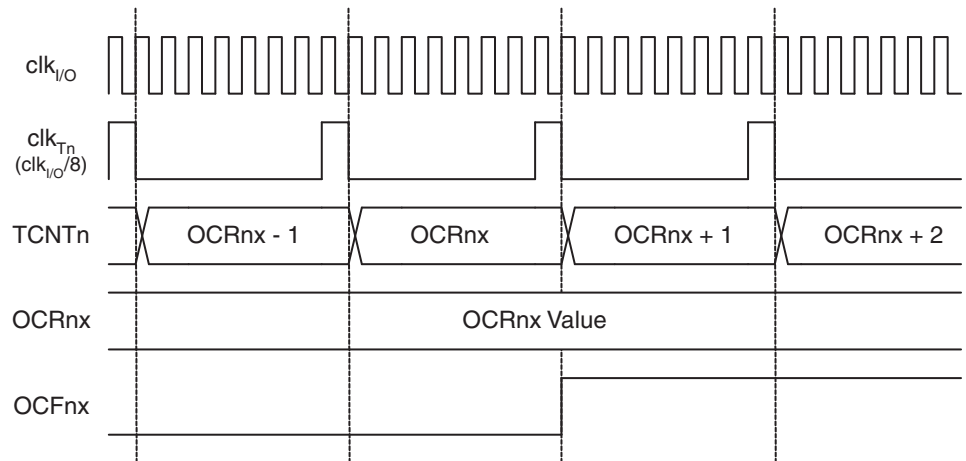 clkI/O
clkTn
(clkI/O/8)
TCNTn OCRnx - 1 OCRnx OCRnx + 1 OCRnx + 2
OCRnx OCRnx Value
OCFnx